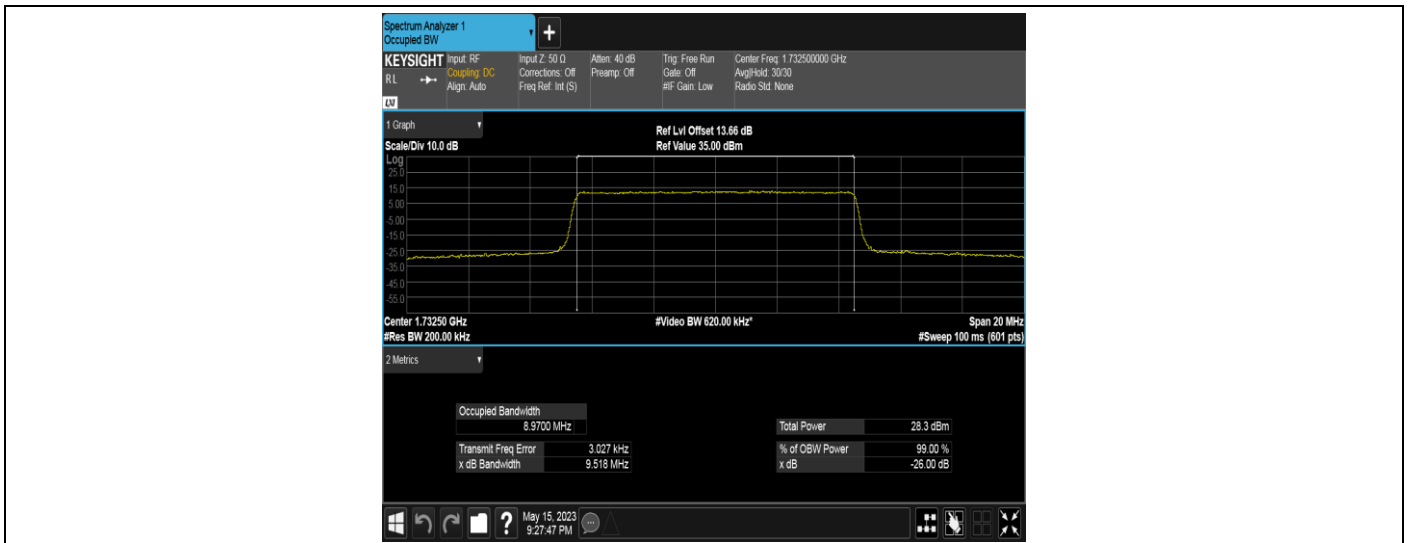 Spectrum Analyzer 1
Occupied BW
+
KEYSIGHT
RL
LXI
Input: RF
Coupling: DC
Align: Auto
Input Z: 50 Ω
Corrections: Off
Freq Ref: Int (S)
Atten: 40 dB
Preamp: Off
Trig: Free Run
Gate: Off
#IF Gain: Low
Center Freq: 1.732500000 GHz
Avg|Hold: 30/30
Radio Std: None
1 Graph
Scale/Div 10.0 dB
Ref Lvl Offset 13.66 dB
Ref Value 35.00 dBm
Log
25.0
15.0
5.00
-5.00
-15.0
-25.0
-35.0
-45.0
-55.0
Center 1.73250 GHz
#Video BW 620.00 kHz*
Span 20 MHz
#Res BW 200.00 kHz
#Sweep 100 ms (601 pts)
2 Metrics
Occupied Bandwidth
8.9700 MHz
Total Power 28.3 dBm
Transmit Freq Error 3.027 kHz
% of OBW Power 99.00 %
x dB Bandwidth 9.518 MHz
x dB -26.00 dB
?
May 15, 2023
9:27:47 PM